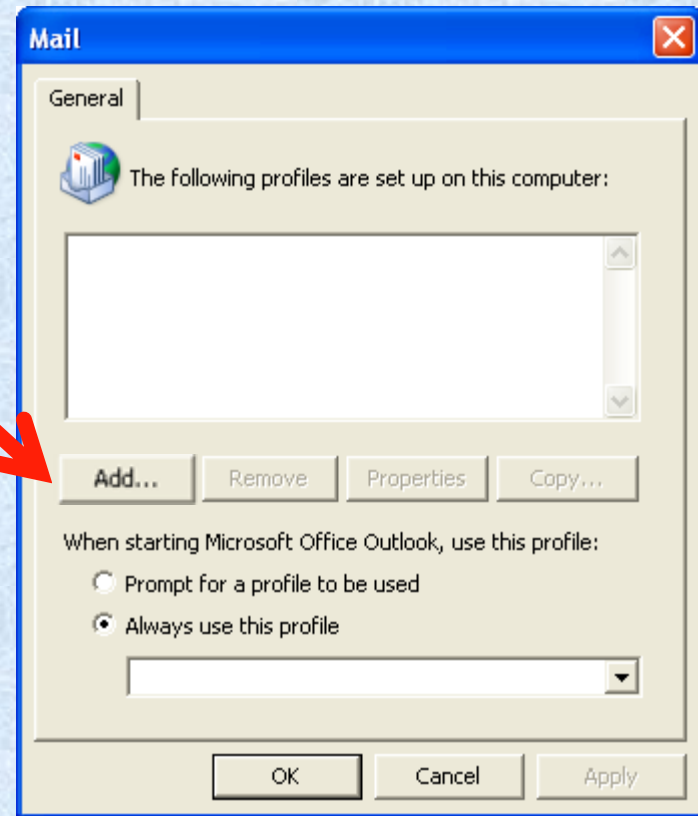 Mail
General
The following profiles are set up on this computer:
Add...
Remove
Properties
Copy...
When starting Microsoft Office Outlook, use this profile:
Prompt for a profile to be used
Always use this profile
OK
Cancel
Apply